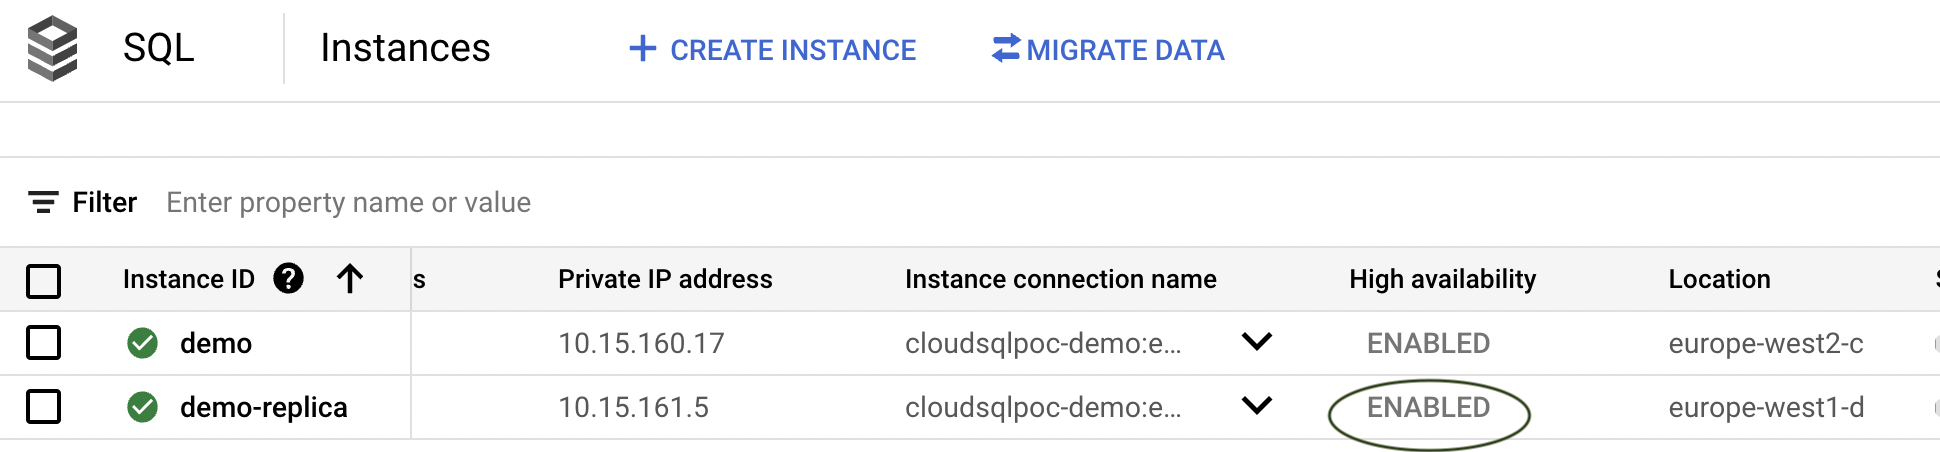 SQL Instances CREATE INSTANCE MIGRATE DATA
Filter Enter property name or value
Instance ID ? s Private IP address Instance connection name High availability Location
demo 10.15.160.17 cloudsqlpoc-demo:e... ENABLED europe-west2-c
demo-replica 10.15.161.5 cloudsqlpoc-demo:e... ENABLED europe-west1-d